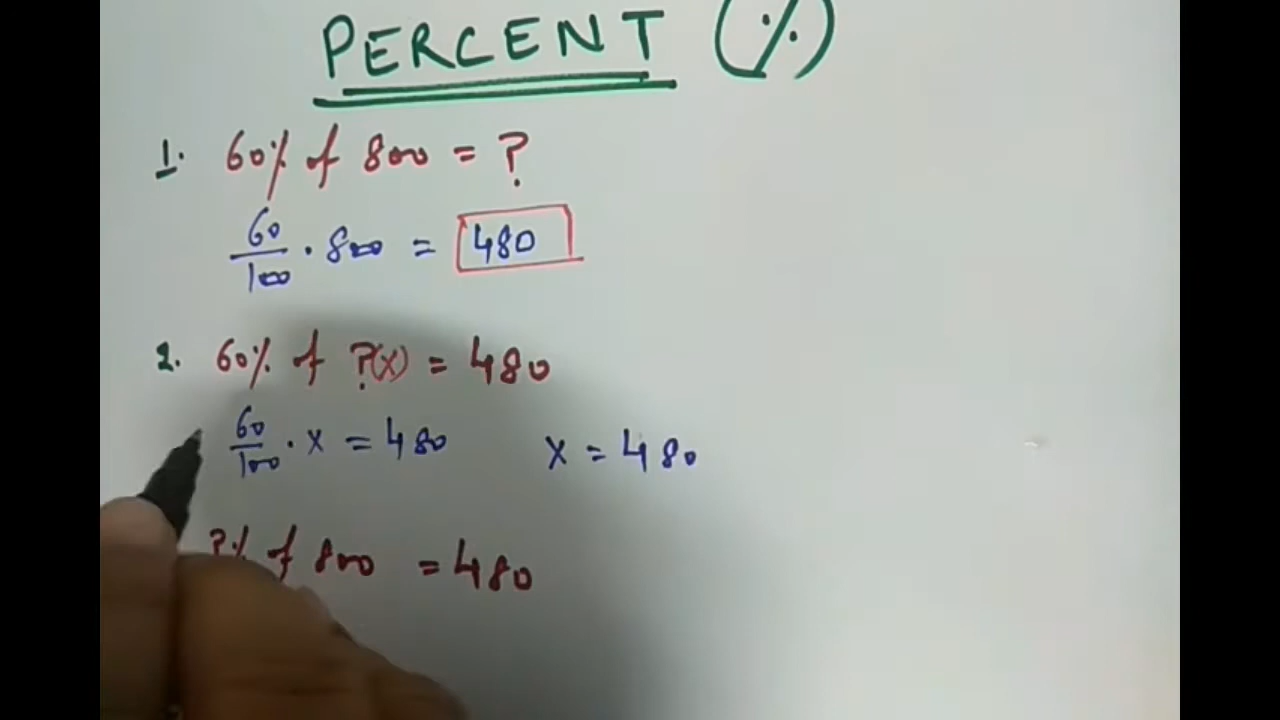 PERCENT (%)
1. 60% of 800 = ?
60/100 · 800 = 480
2. 60% of ?(x) = 480
60/100 · x = 480 x = 480
?% of 800 = 480